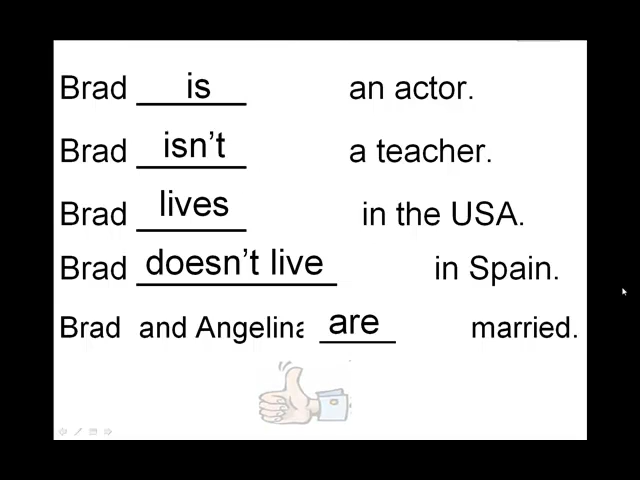 Brad is an actor.
Brad isn't a teacher.
Brad lives in the USA.
Brad doesn't live in Spain.
Brad and Angelina are married.